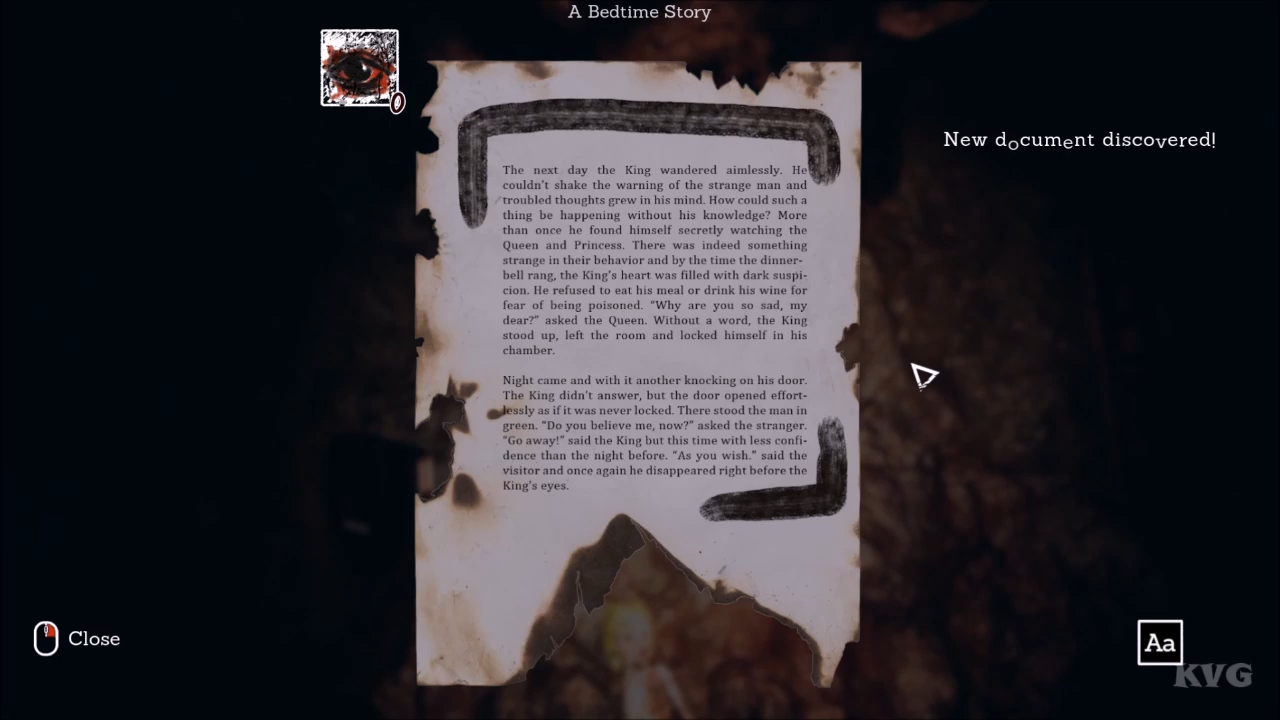 A Bedtime Story
0
New document discovered!
The next day the King wandered aimlessly. He
couldn't shake the warning of the strange man and
troubled thoughts grew in his mind. How could such a
thing be happening without his knowledge? More
than once he found himself secretly watching the
Queen and Princess. There was indeed something
strange in their behavior and by the time the dinner-
bell rang, the King's heart was filled with dark suspi-
cion. He refused to eat his meal or drink his wine for
fear of being poisoned. "Why are you so sad, my
dear?" asked the Queen. Without a word, the King
stood up, left the room and locked himself in his
chamber.
Night came and with it another knocking on his door.
The King didn't answer, but the door opened effort-
lessly as if it was never locked. There stood the man in
green. "Do you believe me, now?" asked the stranger.
"Go away!" said the King but this time with less confi-
dence than the night before. "As you wish." said the
visitor and once again he disappeared right before the
King's eyes.
Close
Aa
KVG